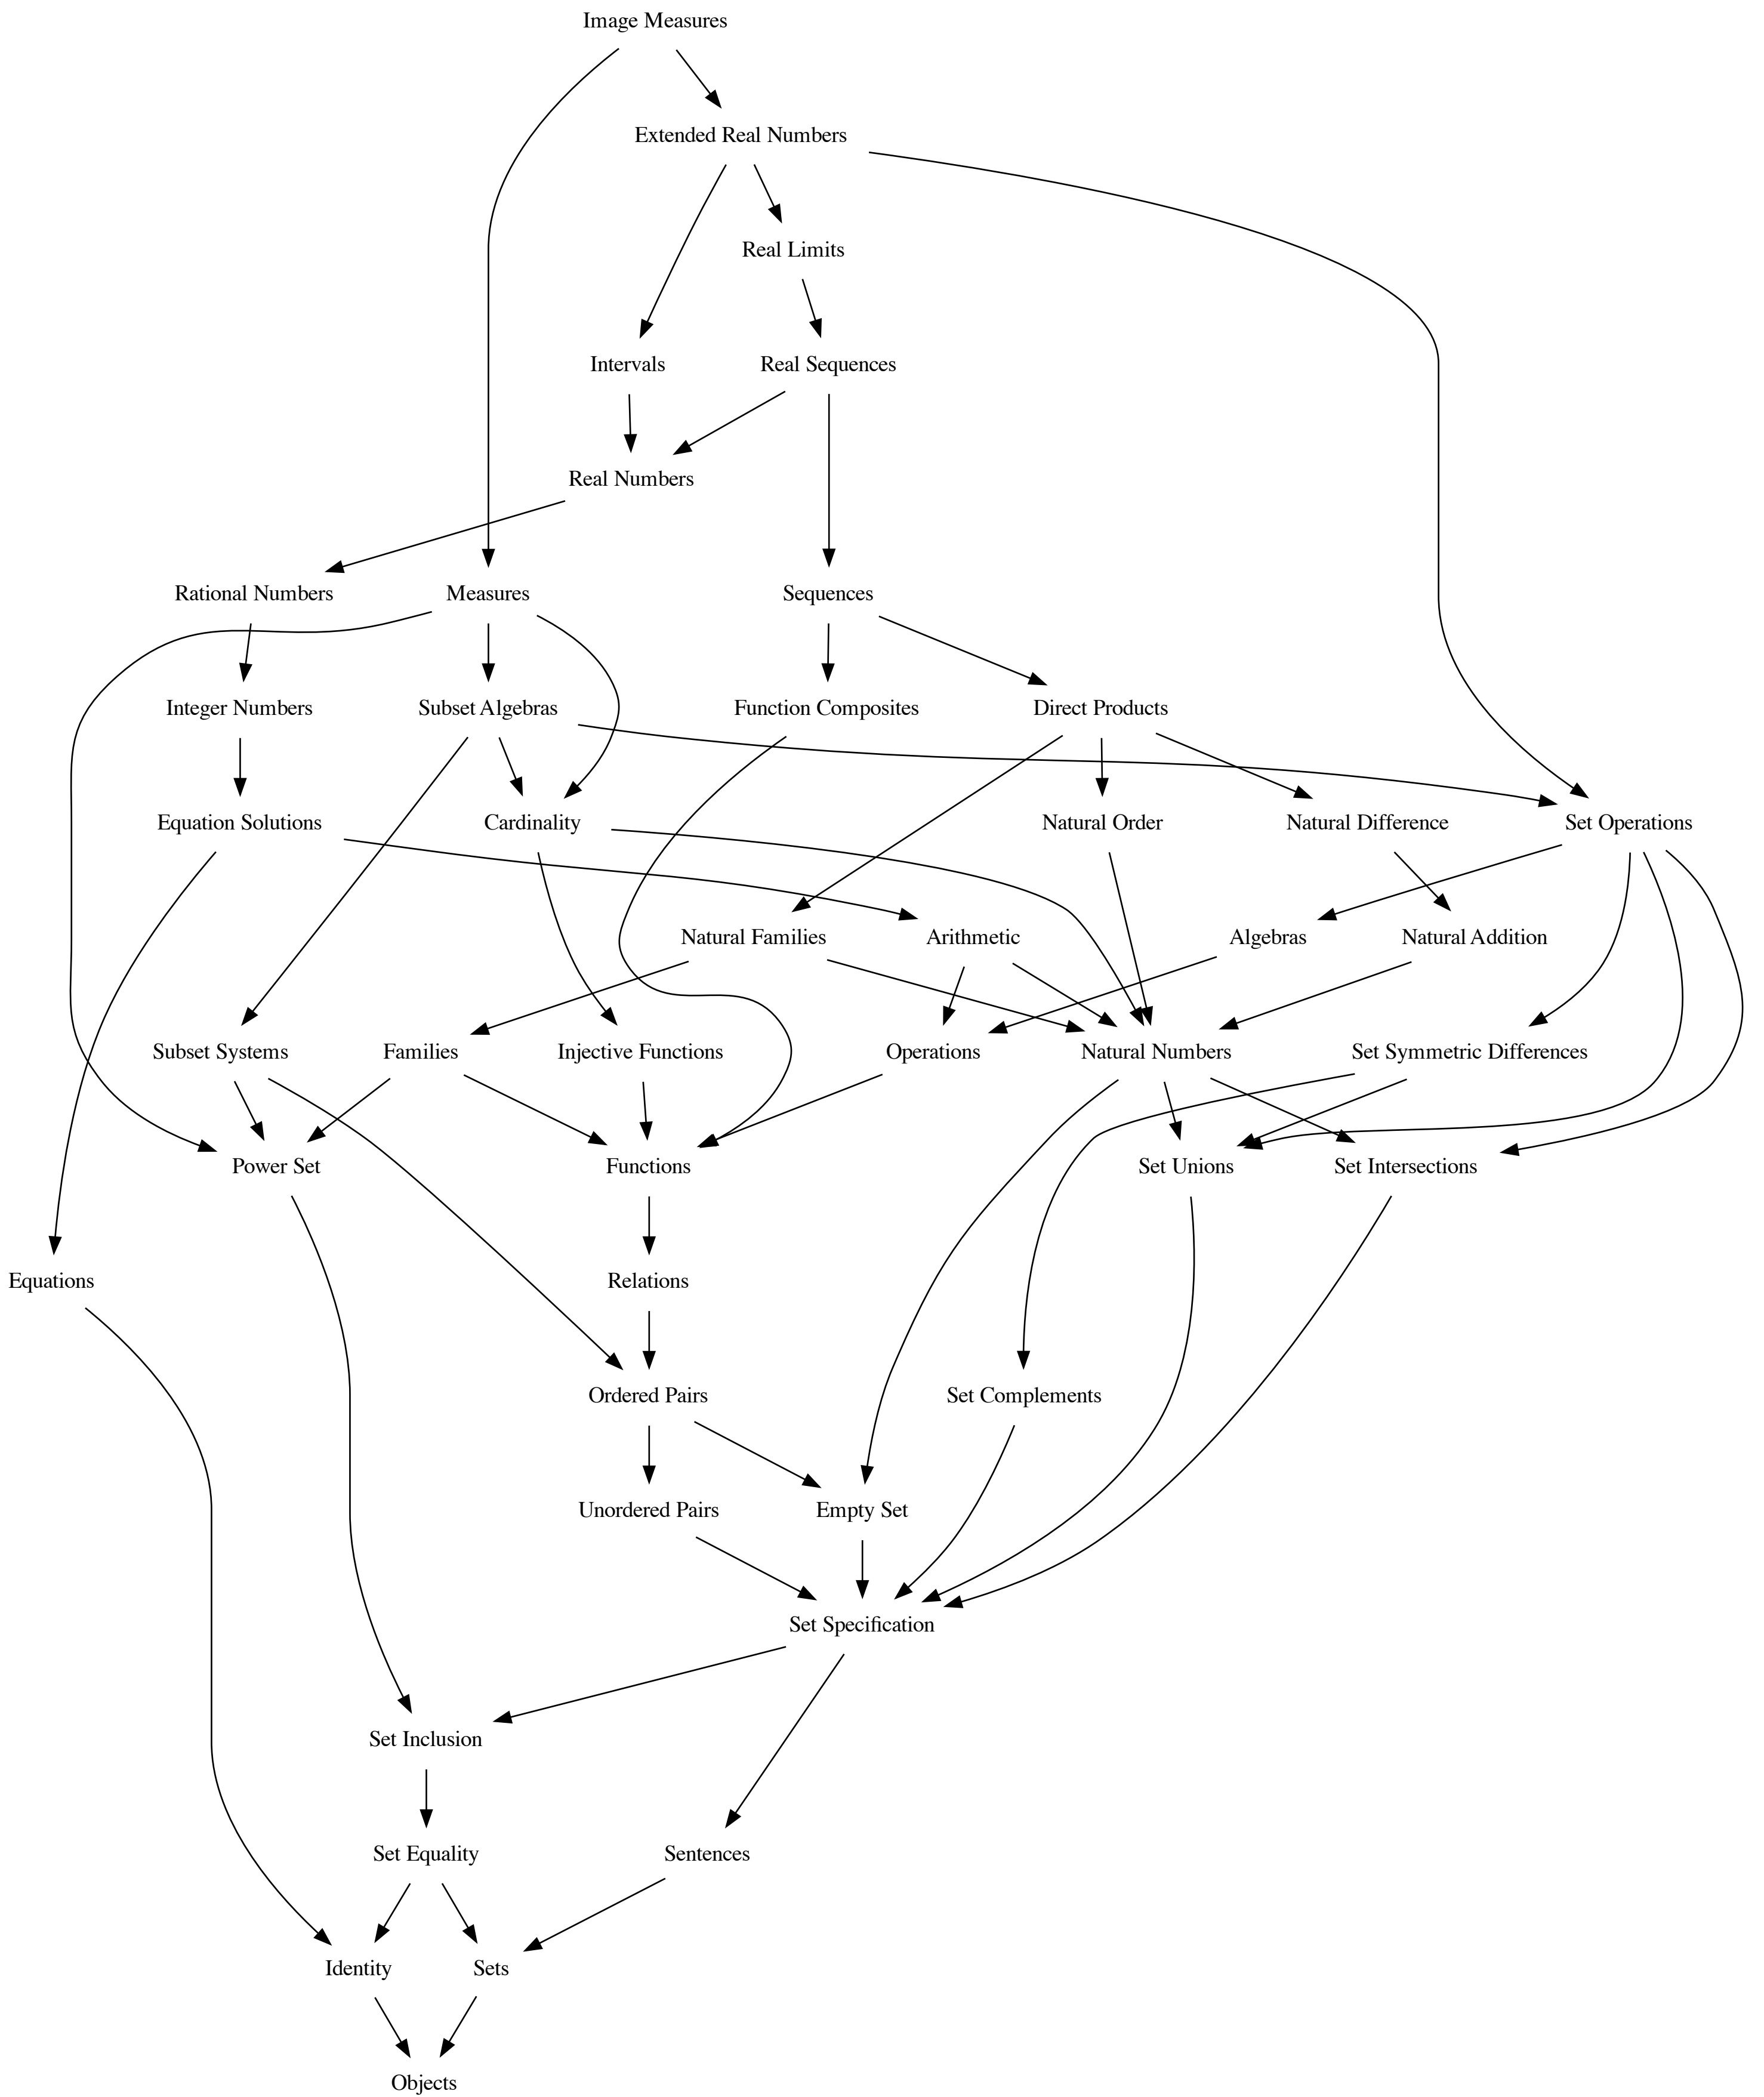 Image Measures
Extended Real Numbers
Real Limits
Intervals
Real Sequences
Real Numbers
Rational Numbers
Measures
Sequences
Integer Numbers
Subset Algebras
Function Composites
Direct Products
Equation Solutions
Cardinality
Natural Order
Natural Difference
Set Operations
Natural Families
Arithmetic
Algebras
Natural Addition
Subset Systems
Families
Injective Functions
Operations
Natural Numbers
Set Symmetric Differences
Power Set
Functions
Set Unions
Set Intersections
Equations
Relations
Ordered Pairs
Set Complements
Unordered Pairs
Empty Set
Set Specification
Set Inclusion
Set Equality
Sentences
Identity
Sets
Objects